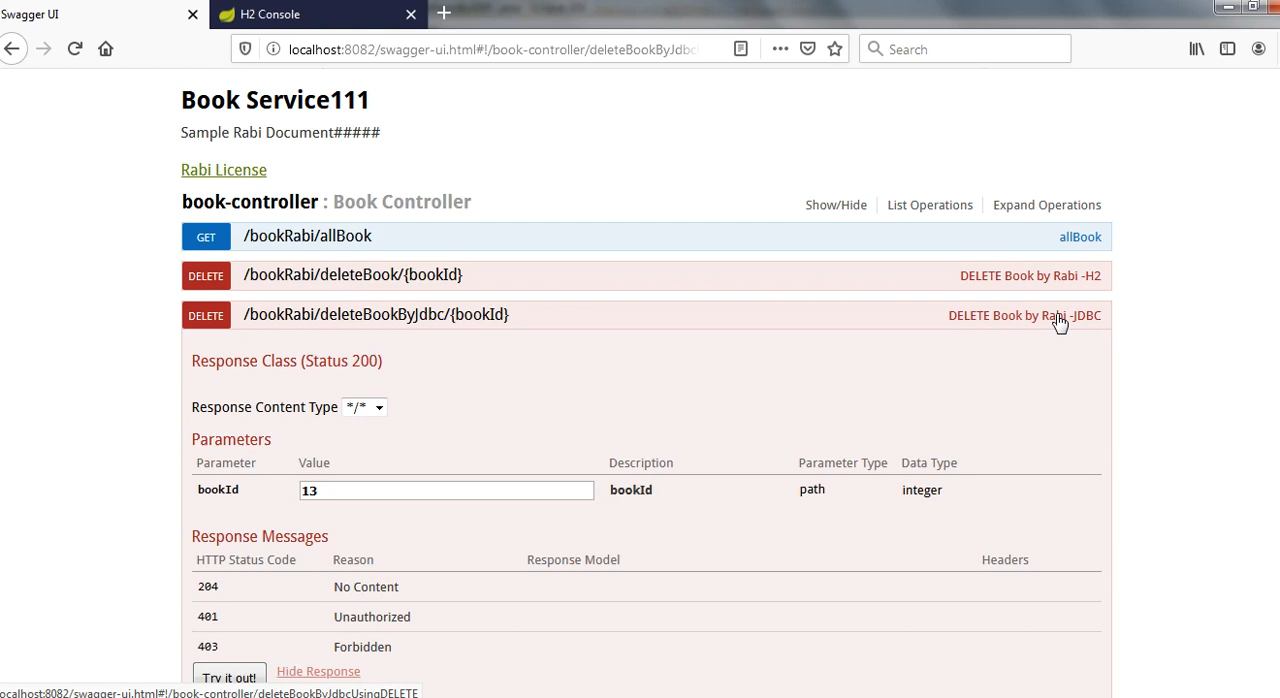 Swagger UI
H2 Console
localhost:8082/swagger-ui.html#!/book-controller/deleteBookByJdbc
Search
Book Service111
Sample Rabi Document#####
Rabi License
book-controller : Book Controller
Show/Hide
List Operations
Expand Operations
GET /bookRabi/allBook allBook
DELETE /bookRabi/deleteBook/{bookId} DELETE Book by Rabi -H2
DELETE /bookRabi/deleteBookByJdbc/{bookId} DELETE Book by Rabi -JDBC
Response Class (Status 200)
Response Content Type */*
Parameters
Parameter Value Description Parameter Type Data Type
bookId 13 bookId path integer
Response Messages
HTTP Status Code Reason Response Model Headers
204 No Content
401 Unauthorized
403 Forbidden
Try it out! Hide Response
ocalhost:8082/swagger-ui.html#!/book-controller/deleteBookByJdbcUsingDELETE